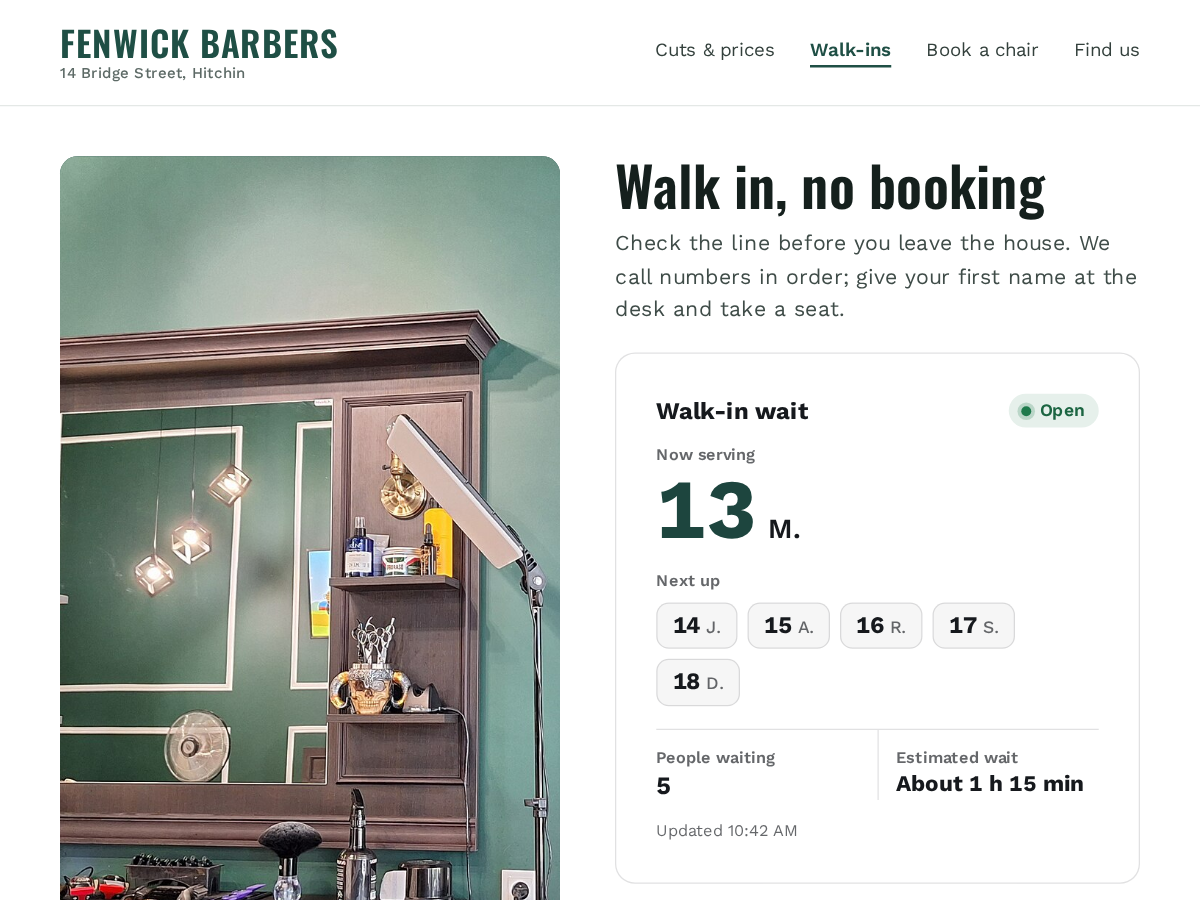 FENWICK BARBERS
14 Bridge Street, Hitchin
Cuts & prices
Walk-ins
Book a chair
Find us
Walk in, no booking
Check the line before you leave the house. We
call numbers in order; give your first name at the
desk and take a seat.
Walk-in wait
Open
Now serving
13 M.
Next up
14 J.
15 A.
16 R.
17 S.
18 D.
People waiting
5
Estimated wait
About 1 h 15 min
Updated 10:42 AM